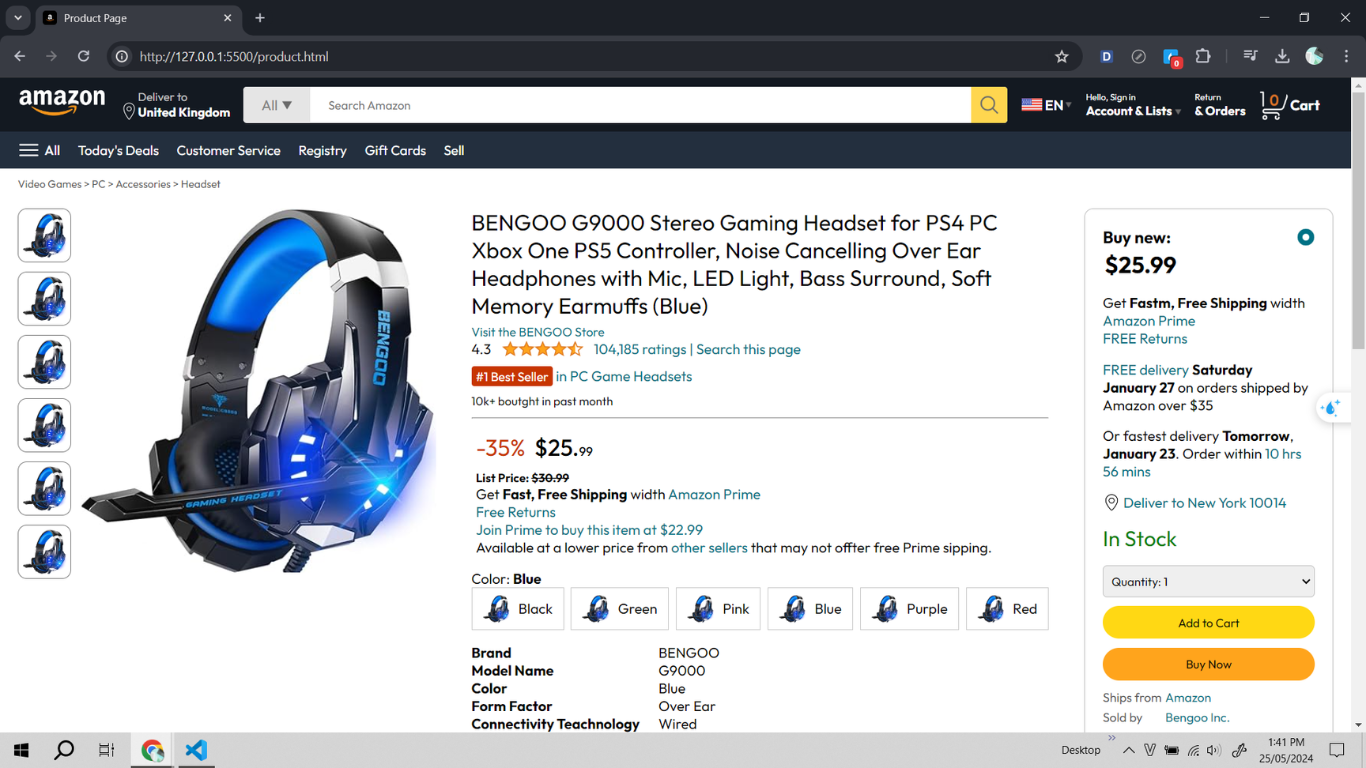 Product Page
http://127.0.0.1:5500/product.html
D
0
amazon
Deliver to
United Kingdom
All ▼
Search Amazon
EN
Hello, Sign in
Account & Lists
Return
& Orders
0
Cart
All
Today's Deals
Customer Service
Registry
Gift Cards
Sell
Video Games > PC > Accessories > Headset
BENGOO
GAMING HEADSET
BENGOO G9000 Stereo Gaming Headset for PS4 PC
Xbox One PS5 Controller, Noise Cancelling Over Ear
Headphones with Mic, LED Light, Bass Surround, Soft
Memory Earmuffs (Blue)
Visit the BENGOO Store
4.3 104,185 ratings | Search this page
#1 Best Seller in PC Game Headsets
10k+ boutght in past month
-35% $25.99
List Price: $30.99
Get Fast, Free Shipping width Amazon Prime
Free Returns
Join Prime to buy this item at $22.99
Available at a lower price from other sellers that may not offter free Prime sipping.
Color: Blue
Black
Green
Pink
Blue
Purple
Red
Brand BENGOO
Model Name G9000
Color Blue
Form Factor Over Ear
Connectivity Teachnology Wired
Buy new:
$25.99
Get Fastm, Free Shipping width
Amazon Prime
FREE Returns
FREE delivery Saturday
January 27 on orders shipped by
Amazon over $35
Or fastest delivery Tomorrow,
January 23. Order within 10 hrs
56 mins
Deliver to New York 10014
In Stock
Quantity: 1
Add to Cart
Buy Now
Ships from Amazon
Sold by Bengoo Inc.
Desktop
1:41 PM
25/05/2024